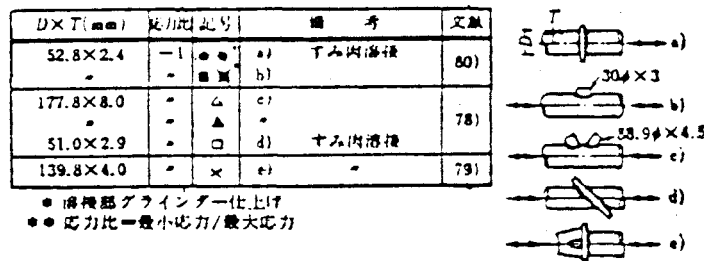 D×T(mm) 応力比 記号 備 考 文献
52.8×2.4 −1 a) すみ肉溶接 80)
〃 〃 b)
177.8×8.0 〃 △ c) 78)
〃 〃 ▲ 〃
51.0×2.9 〃 □ d) すみ肉溶接
139.8×4.0 〃 × e) 〃 79)
* 溶接部グラインダー仕上げ
** 応力比=最小応力/最大応力
D T a)
30φ×3
b)
38.9φ×4.5
c)
d)
e)